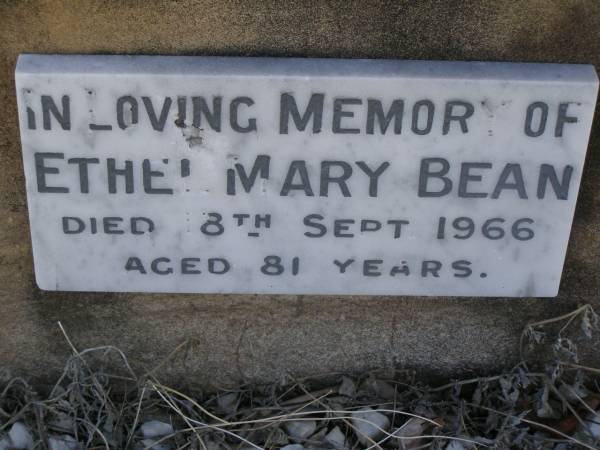 IN LOVING MEMORY OF
ETHEL MARY BEAN
DIED 8TH SEPT 1966
AGED 81 YEARS.